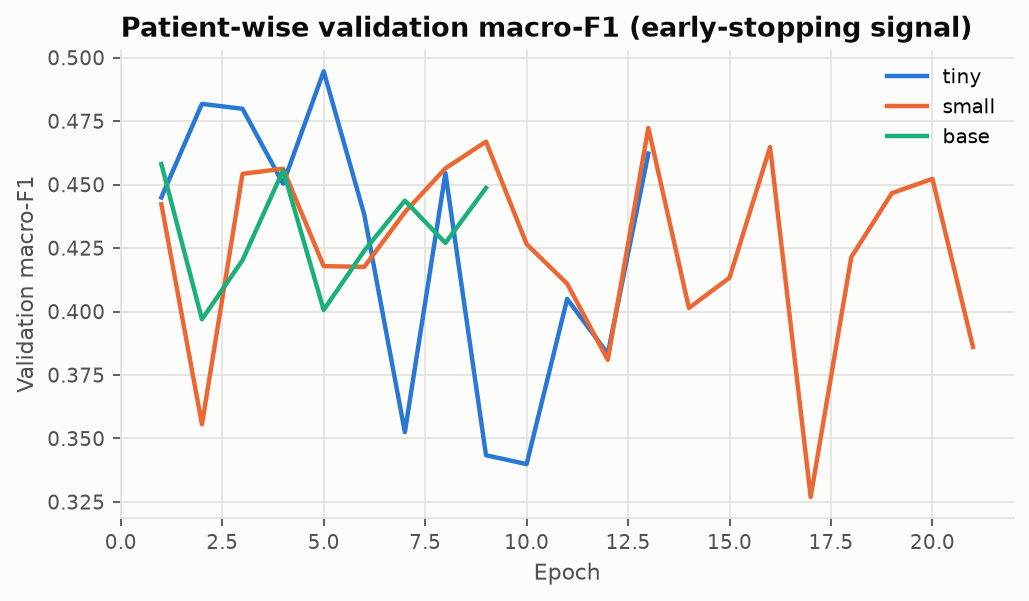 Patient-wise validation macro-F1 (early-stopping signal)
tiny
small
base
Validation macro-F1
0.500
0.475
0.450
0.425
0.400
0.375
0.350
0.325
0.0 2.5 5.0 7.5 10.0 12.5 15.0 17.5 20.0
Epoch